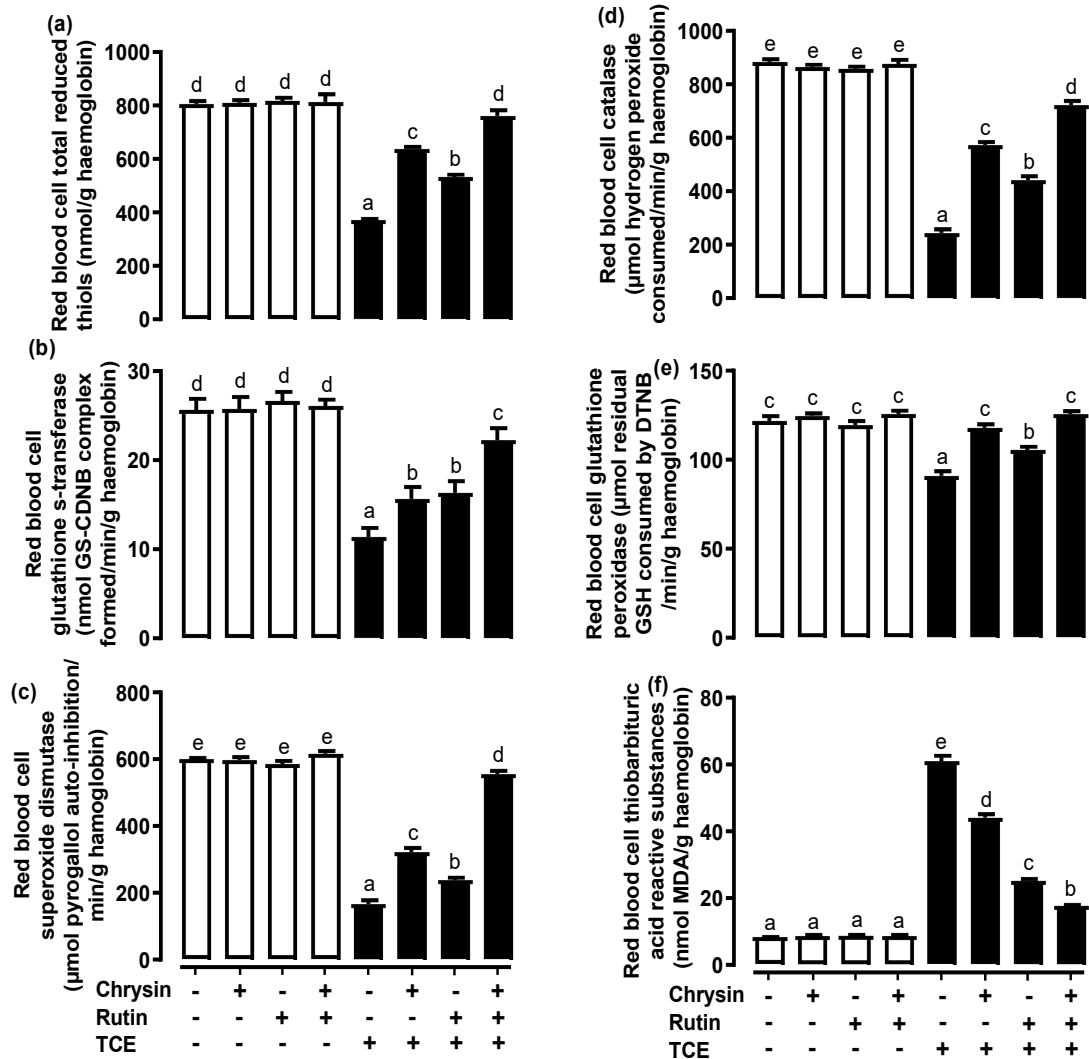 (a)
Red blood cell total reduced
thiols (nmol/g haemoglobin)
1000
800
600
400
200
0
d d d d a c b d
(b)
Red blood cell
glutathione s-transferase
(nmol GS-CDNB complex
formed/min/g haemoglobin)
30
20
10
0
d d d d a b b c
(c)
Red blood cell
superoxide dismutase
(µmol pyrogallol auto-inhibition/
min/g hamoglobin)
800
600
400
200
0
e e e e a c b d
Chrysin - + - + - + - +
Rutin - - + + - - + +
TCE - - - - + + + +
(d)
Red blood cell catalase
(µmol hydrogen peroxide
consumed/min/g haemoglobin)
1000
800
600
400
200
0
e e e e a c b d
(e)
Red blood cell glutathione
peroxidase (µmol residual
GSH consumed by DTNB
/min/g haemoglobin)
150
100
50
0
c c c c a c b c
(f)
Red blood cell thiobarbituric
acid reactive substances
(nmol MDA/g haemoglobin)
80
60
40
20
0
a a a a e d c b
Chrysin - + - + - + - +
Rutin - - + + - - + +
TCE - - - - + + + +